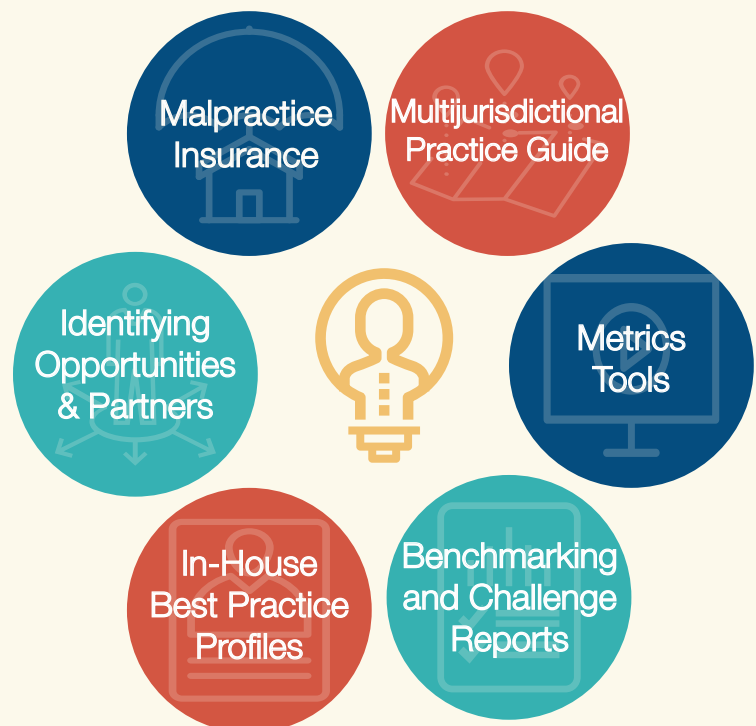 Malpractice
Insurance
Multijurisdictional
Practice Guide
Identifying
Opportunities
& Partners
Metrics
Tools
In-House
Best Practice
Profiles
Benchmarking
and Challenge
Reports